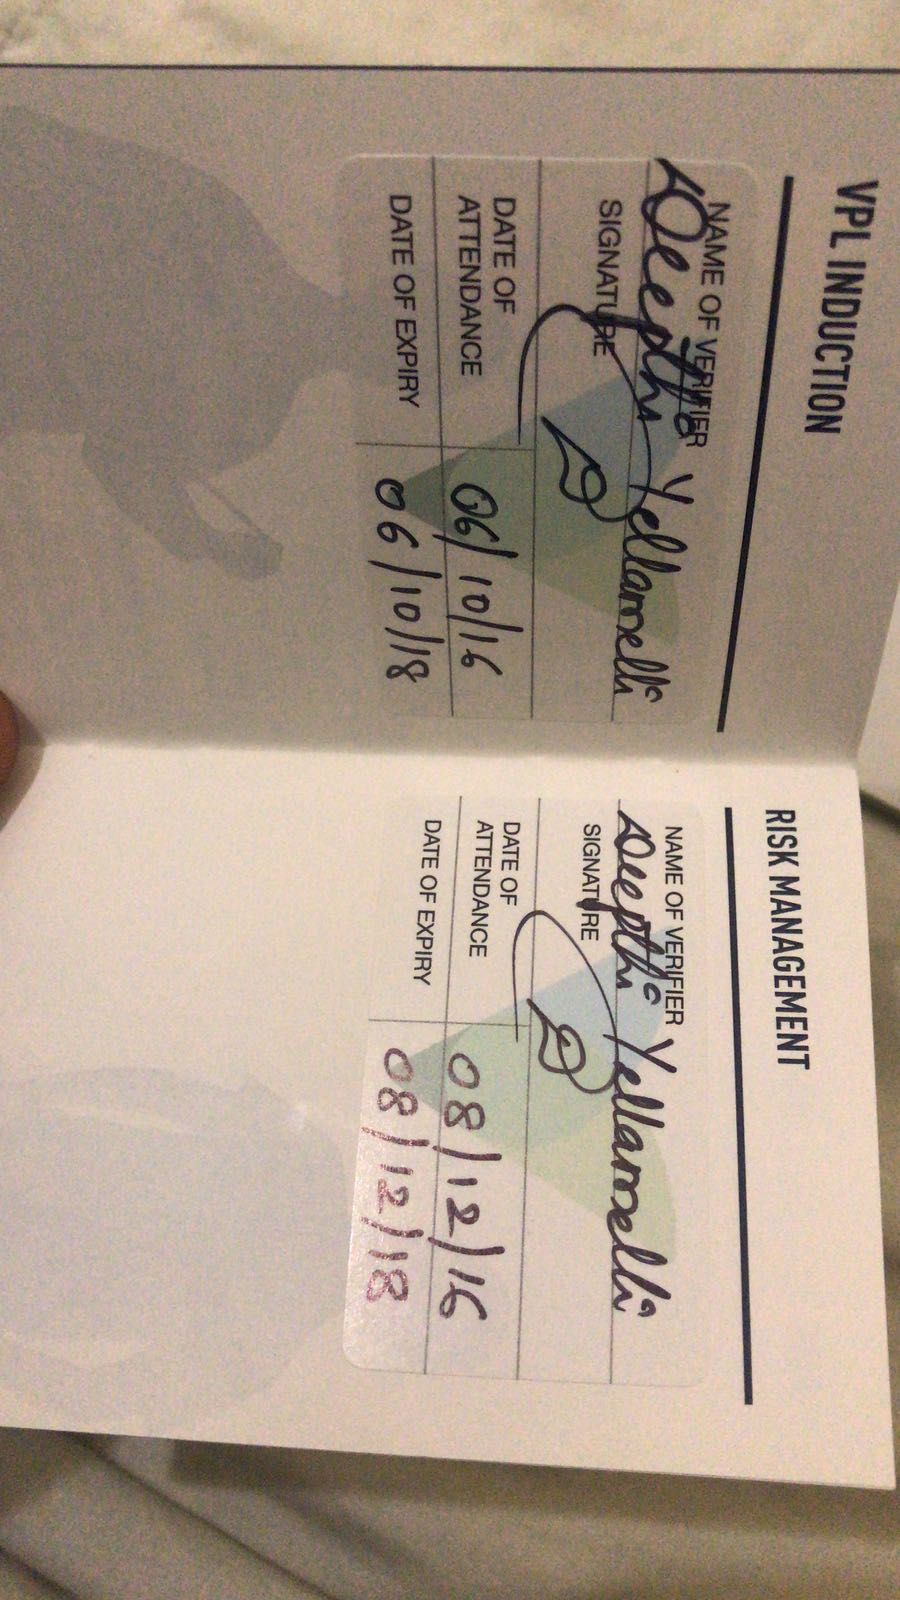 VPL INDUCTION
NAME OF VERIFIER
Deepthi Yellamelli
SIGNATURE
DATE OF
ATTENDANCE
06/10/16
DATE OF EXPIRY
06/10/18
RISK MANAGEMENT
NAME OF VERIFIER
Deepthi Yellamelli
SIGNATURE
DATE OF
ATTENDANCE
08/12/16
DATE OF EXPIRY
08/12/18